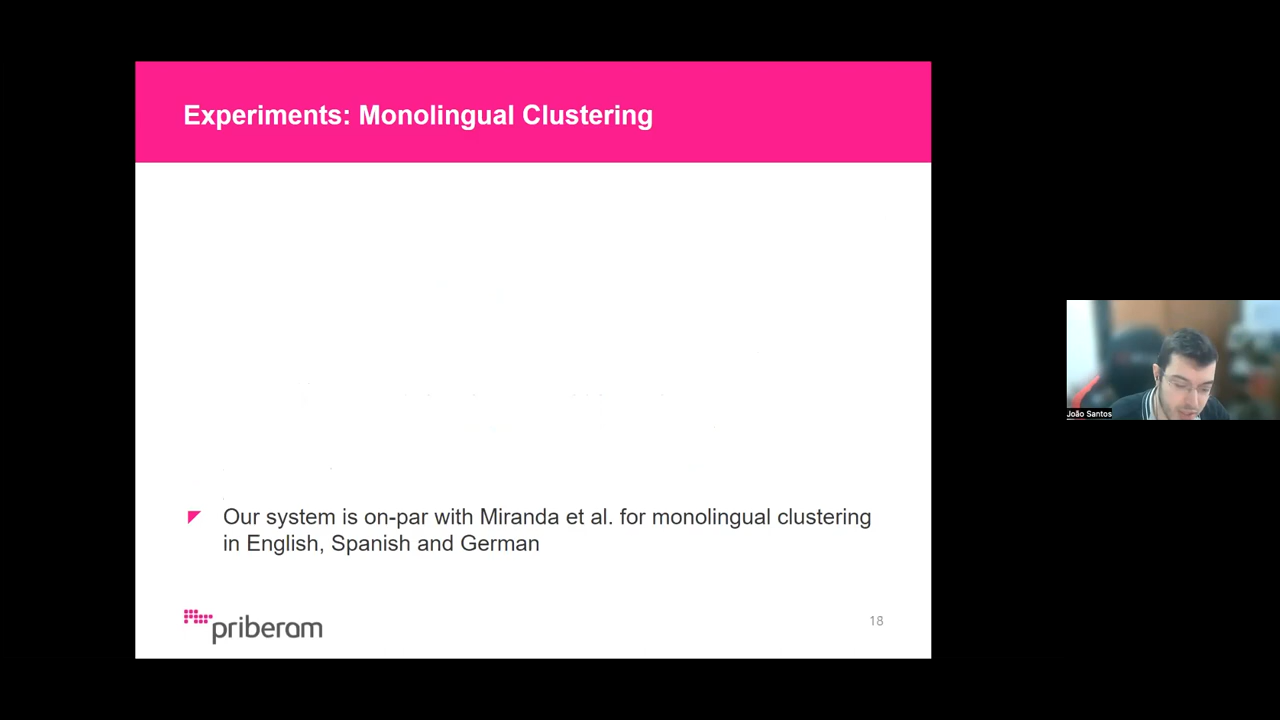 Experiments: Monolingual Clustering
Our system is on-par with Miranda et al. for monolingual clustering
in English, Spanish and German
priberam
18
João Santos